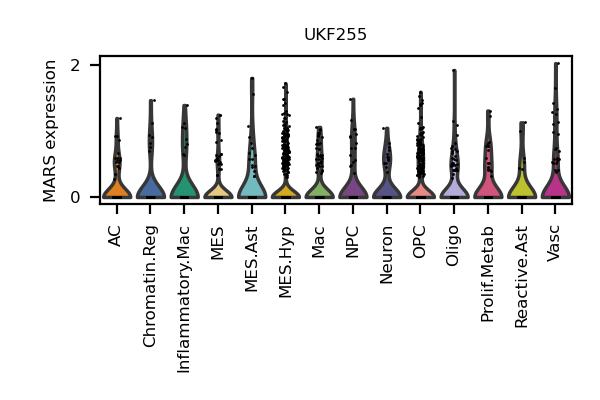 UKF255
MARS expression
2
0
AC
Chromatin.Reg
Inflammatory.Mac
MES
MES.Ast
MES.Hyp
Mac
NPC
Neuron
OPC
Oligo
Prolif.Metab
Reactive.Ast
Vasc